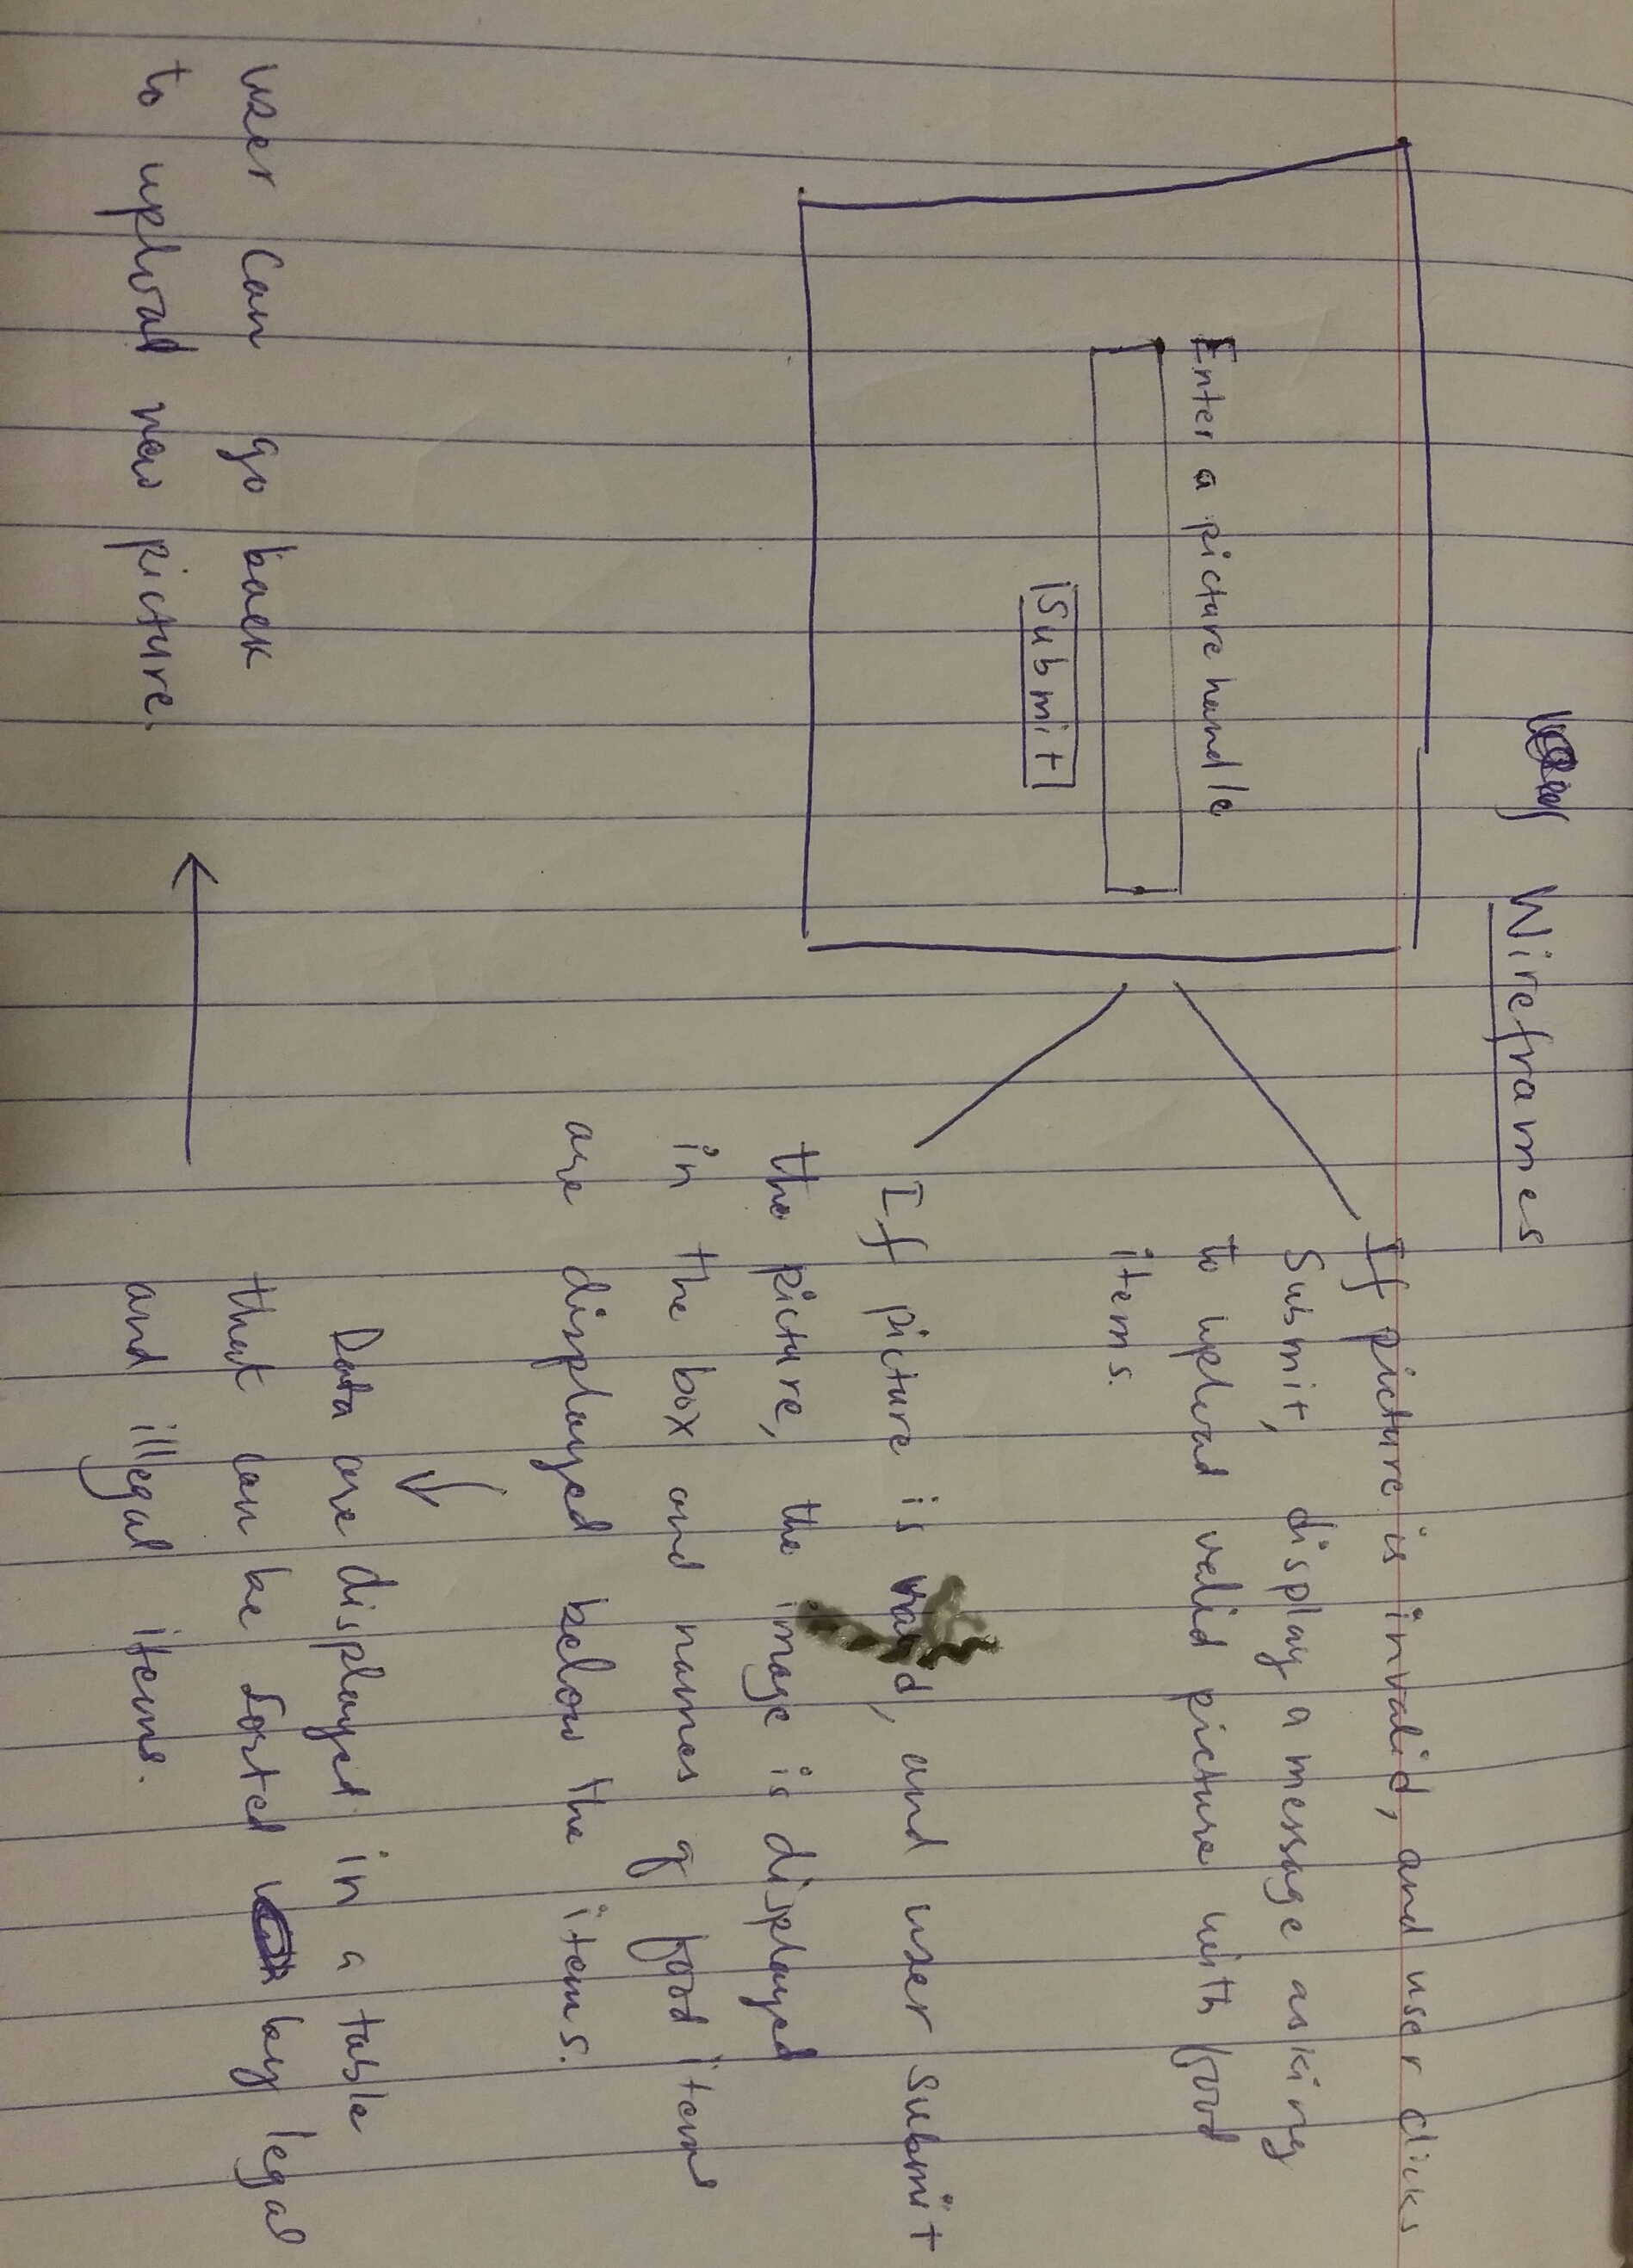 Wireframes
Enter a picture handle
Submit
If picture is invalid, and user clicks
Submit, display a message asking
to upload valid picture with food
items.
If picture is valid, and user submit
the picture, the image is displayed
in the box and names of food items
are displayed below the items.
Data are displayed in a table
that can be sorted by legal
and illegal items.
user can go back
to upload new picture.